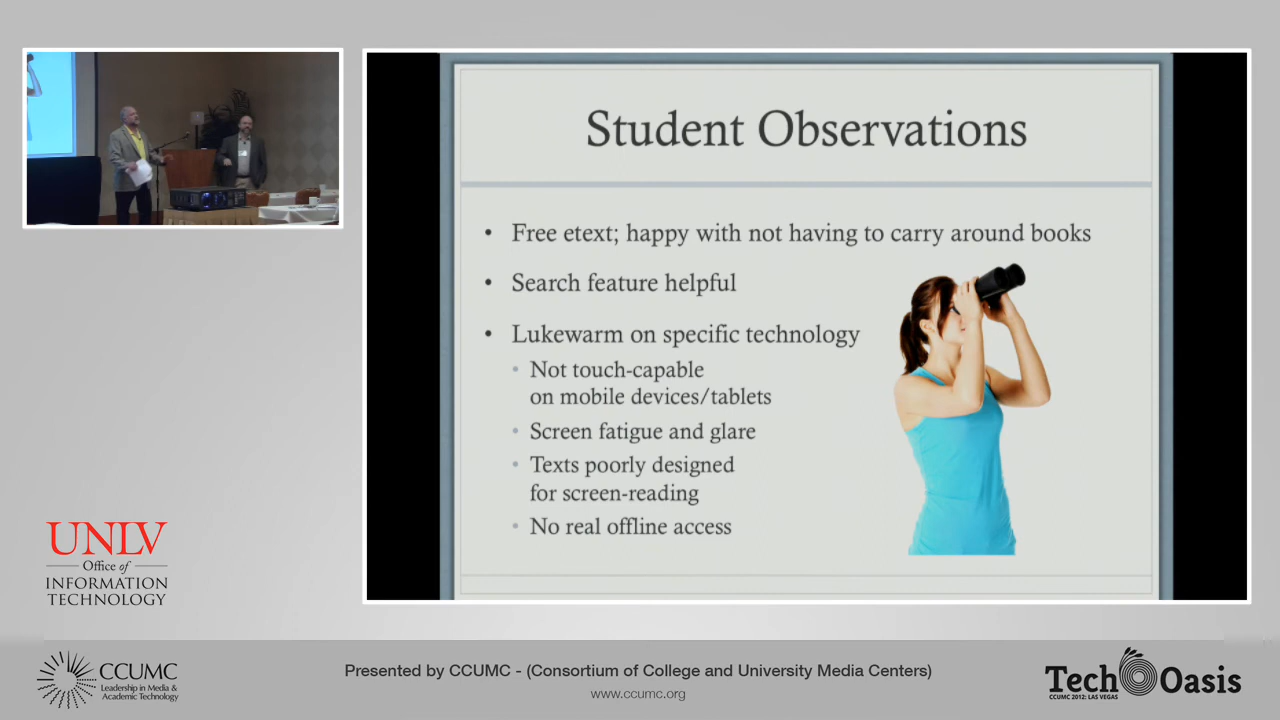 Student Observations
• Free etext; happy with not having to carry around books
• Search feature helpful
• Lukewarm on specific technology
• Not touch-capable
on mobile devices/tablets
• Screen fatigue and glare
• Texts poorly designed
for screen-reading
• No real offline access
UNLV
Office of
INFORMATION
TECHNOLOGY
CCUMC
Leadership in Media &
Academic Technology
Presented by CCUMC - (Consortium of College and University Media Centers)
www.ccumc.org
Tech Oasis
CCUMC 2012: LAS VEGAS